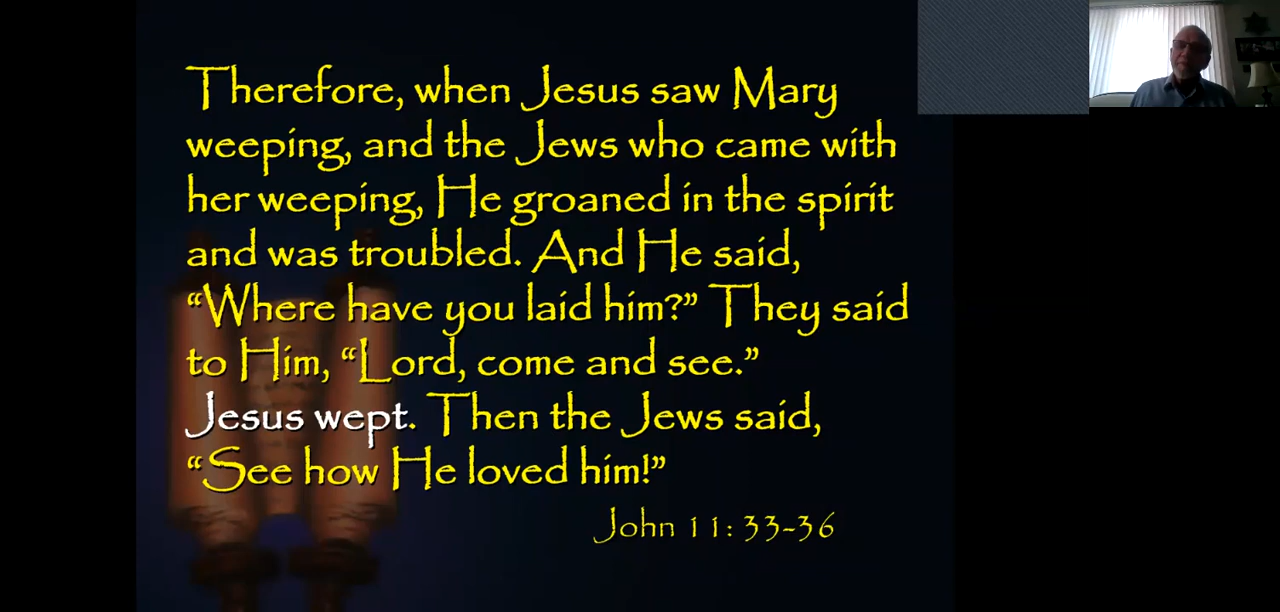 Therefore, when Jesus saw Mary
weeping, and the Jews who came with
her weeping, He groaned in the spirit
and was troubled. And He said,
“Where have you laid him?” They said
to Him, “Lord, come and see.”
Jesus wept. Then the Jews said,
“See how He loved him!”
John 11:33-36